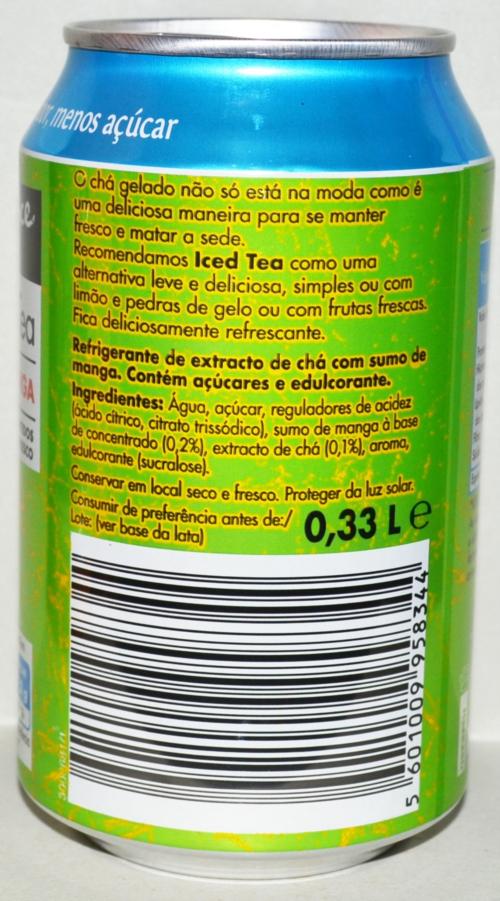 menos açúcar
O chá gelado não só está na moda como é
uma deliciosa maneira para se manter
fresco e matar a sede.
Recomendamos Iced Tea como uma
alternativa leve e deliciosa, simples ou com
limão e pedras de gelo ou com frutas frescas.
Fica deliciosamente refrescante.
Refrigerante de extracto de chá com sumo de
manga. Contém açúcares e edulcorante.
Ingredientes: Água, açúcar, reguladores de acidez
(ácido cítrico, citrato trissódico), sumo de manga à base
de concentrado (0,2%), extracto de chá (0,1%), aroma,
edulcorante (sucralose).
Conservar em local seco e fresco. Proteger da luz solar.
Consumir de preferência antes de:/
Lote: (ver base da lata)
0,33 L e
5 601009 958344